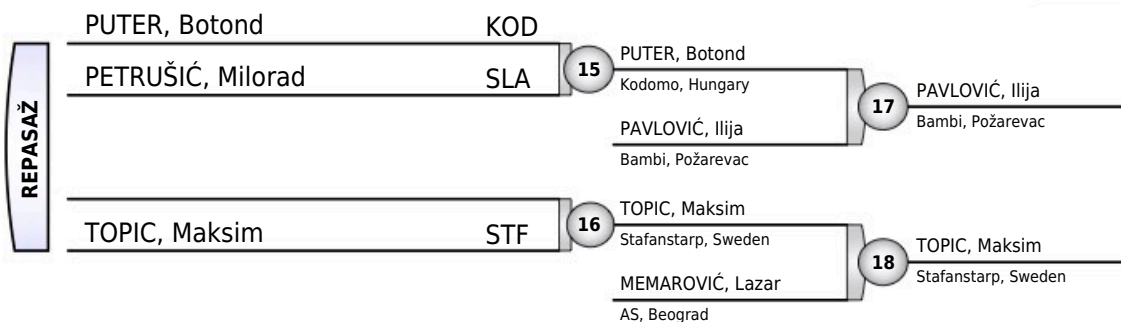 REPASAŽ
PUTER, Botond KOD
PETRUŠIĆ, Milorad SLA
15
PUTER, Botond
Kodomo, Hungary
PAVLOVIĆ, Ilija
Bambi, Požarevac
17
PAVLOVIĆ, Ilija
Bambi, Požarevac
TOPIC, Maksim STF
16
TOPIC, Maksim
Stafanstarp, Sweden
MEMAROVIĆ, Lazar
AS, Beograd
18
TOPIC, Maksim
Stafanstarp, Sweden